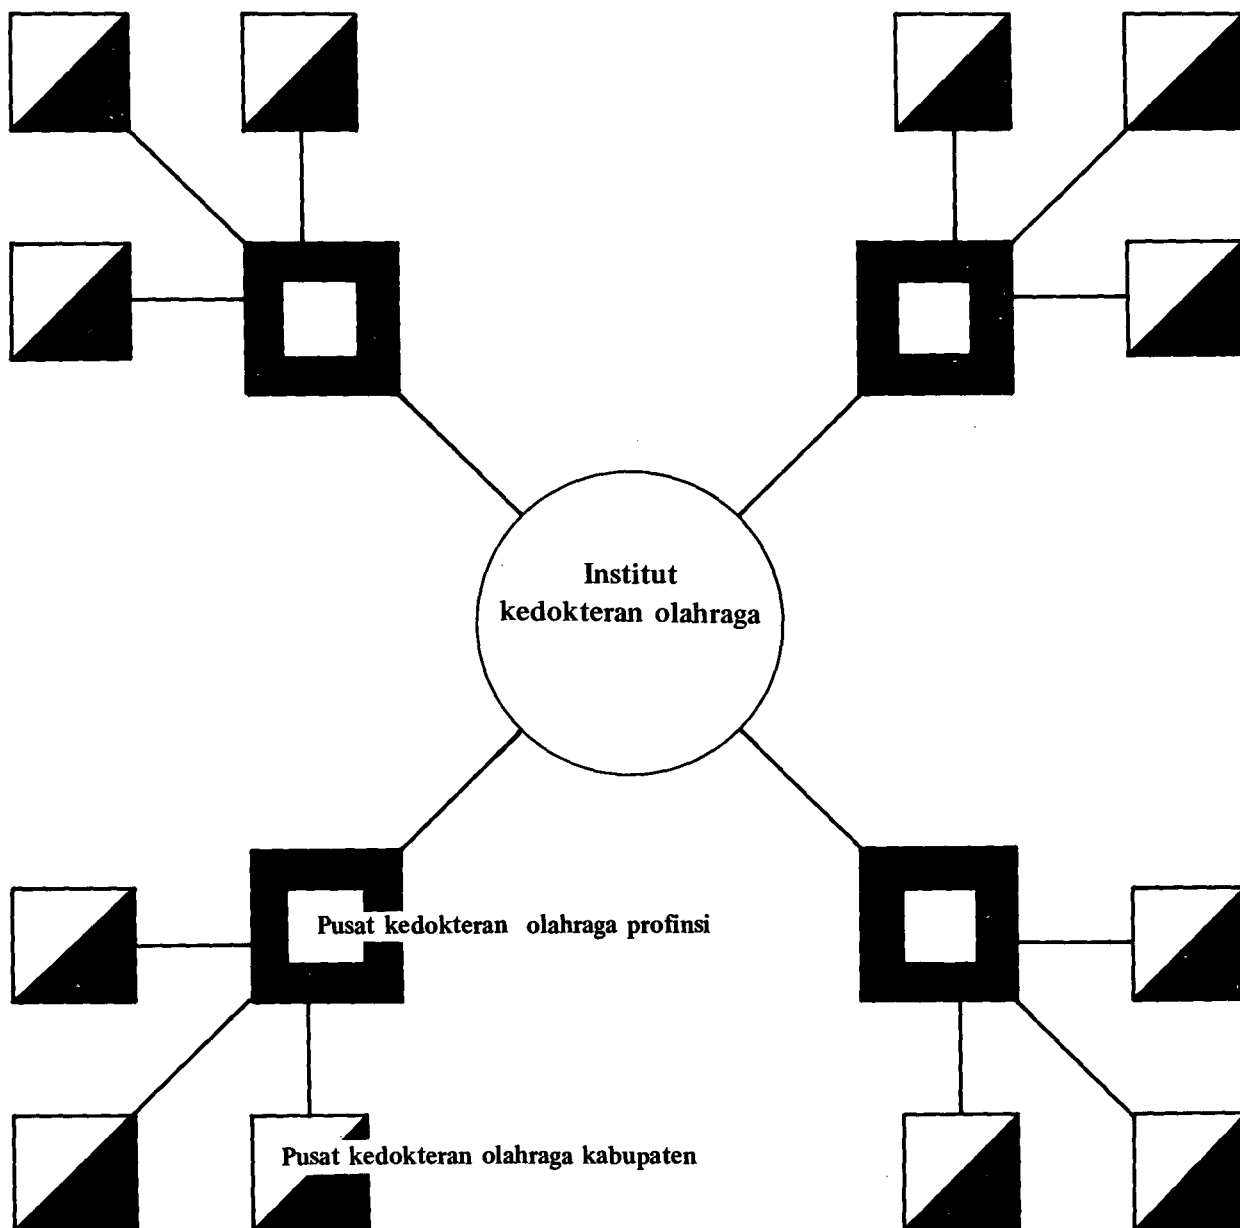 Institut
kedokteran olahraga
Pusat kedokteran olahraga profinsi
Pusat kedokteran olahraga kabupaten